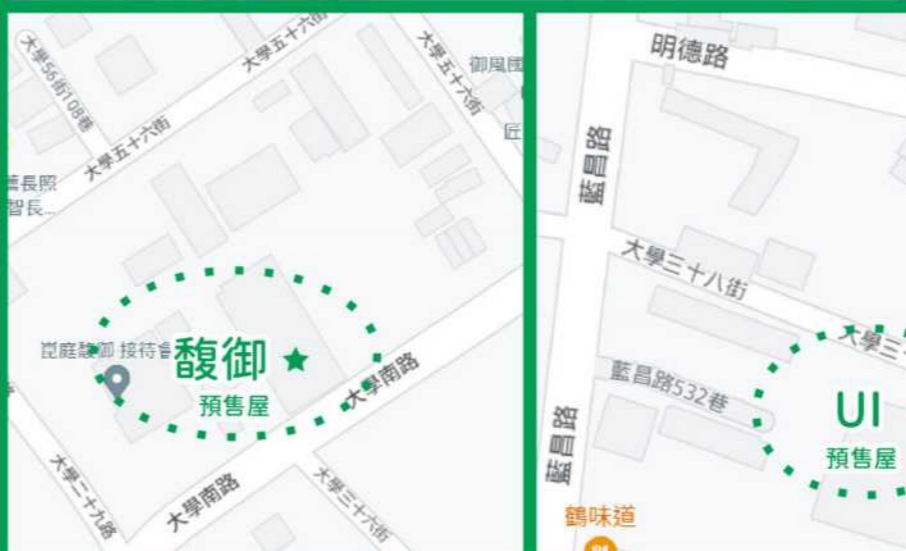 大學56街108巷
大學五十六街
大學五十六街
大學五十六街
御風國
匠
長照
智長...
崑庭馥御 接待會
馥御
預售屋
大學南路
大學南路
大學二十九路
大學三十六街
明德路
藍昌路
大學三十八街
大學三十
藍昌路532巷
UI
預售屋
藍昌路
鶴味道